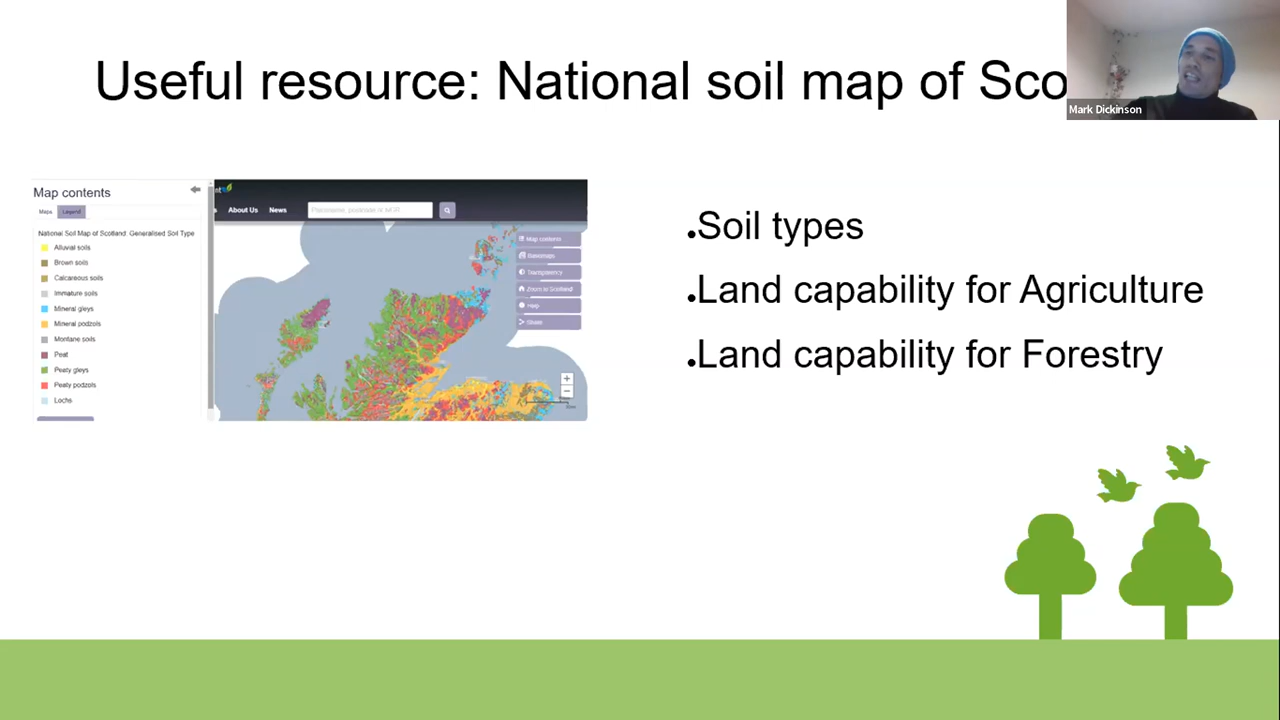 Useful resource: National soil map of Sco
Mark Dickinson
Map contents
Maps Legend
National Soil Map of Scotland: Generalised Soil Type
Alluvial soils
Brown soils
Calcareous soils
Immature soils
Mineral gleys
Mineral podzols
Montane soils
Peat
Peaty gleys
Peaty podzols
Lochs
About Us News
Map contents
Basemaps
Transparency
Zoom to Scotland
Help
Share
.Soil types
.Land capability for Agriculture
.Land capability for Forestry